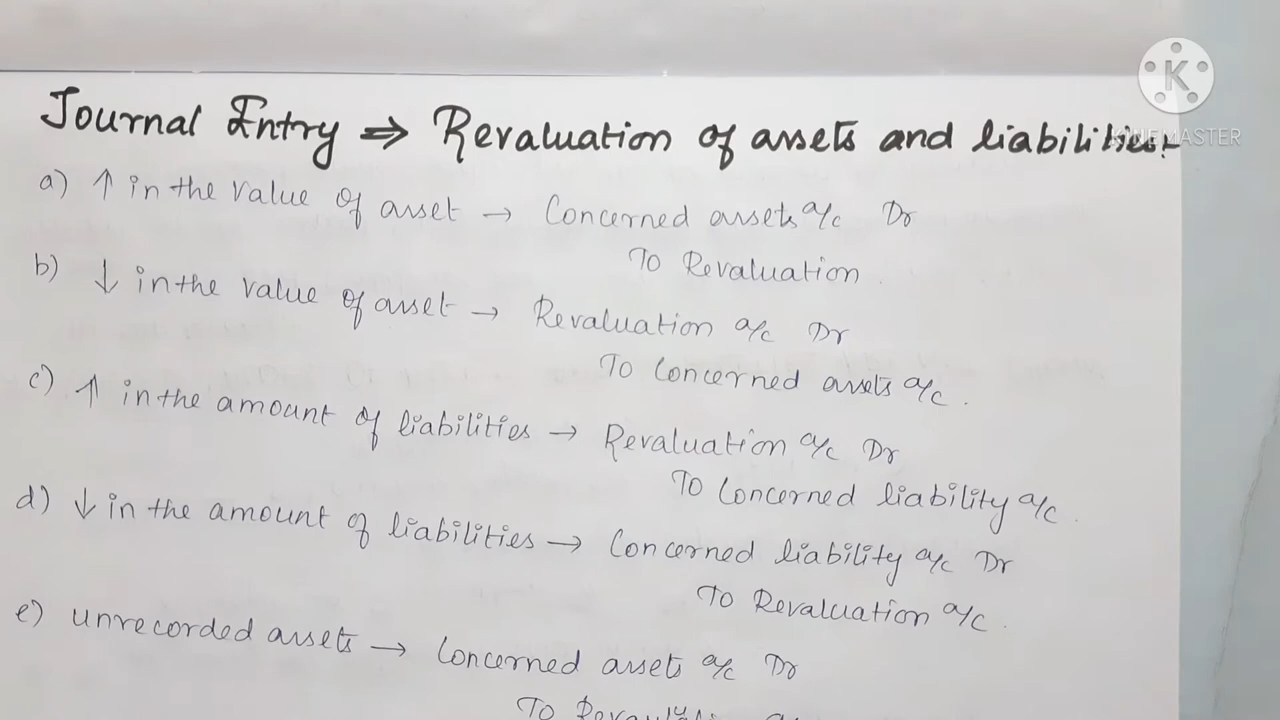 K
KINEMASTER
Journal Entry ⇒ Revaluation of assets and liabilities:-
a) ↑ in the value of asset → Concerned assets a/c Dr
To Revaluation
b) ↓ in the value of asset → Revaluation a/c Dr
To Concerned assets a/c.
c) ↑ in the amount of liabilities → Revaluation a/c Dr
To Concerned liability a/c.
d) ↓ in the amount of liabilities → Concerned liability a/c Dr
To Revaluation a/c.
e) unrecorded assets → Concerned assets a/c Dr
To